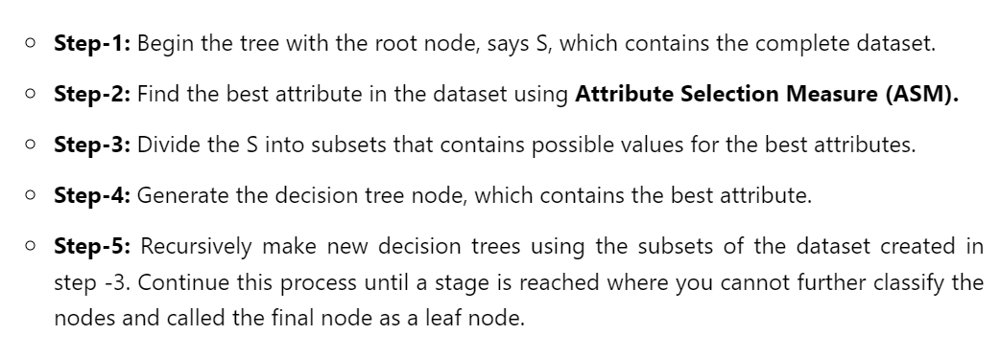 Step-1: Begin the tree with the root node, says S, which contains the complete dataset.
Step-2: Find the best attribute in the dataset using Attribute Selection Measure (ASM).
Step-3: Divide the S into subsets that contains possible values for the best attributes.
Step-4: Generate the decision tree node, which contains the best attribute.
Step-5: Recursively make new decision trees using the subsets of the dataset created in
step -3. Continue this process until a stage is reached where you cannot further classify the
nodes and called the final node as a leaf node.